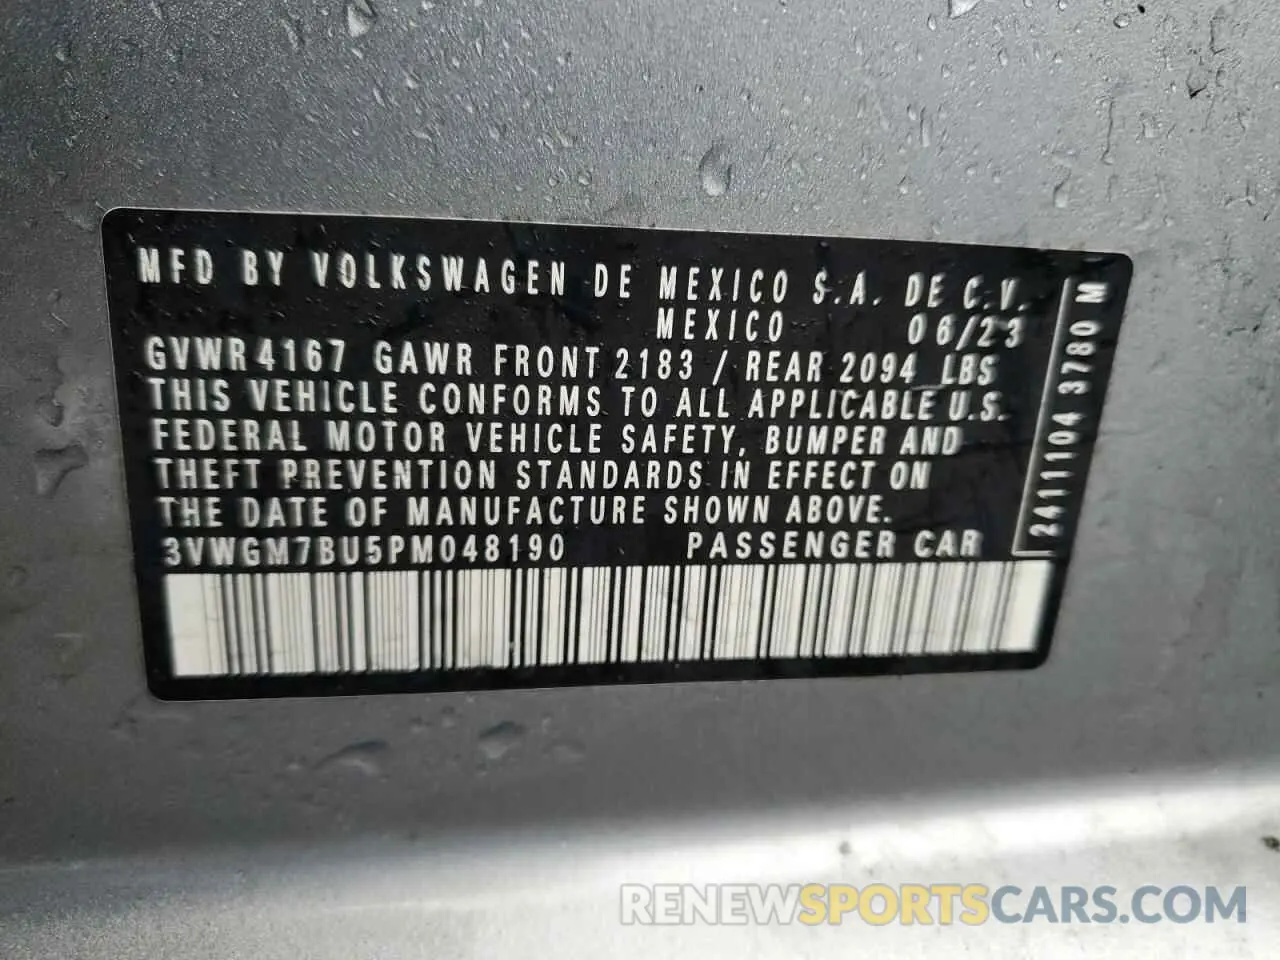 MFD BY VOLKSWAGEN DE MEXICO S.A. DE C.V.
MEXICO 06/23
GVWR 4167 GAWR FRONT 2183 / REAR 2094 LBS
THIS VEHICLE CONFORMS TO ALL APPLICABLE U.S.
FEDERAL MOTOR VEHICLE SAFETY, BUMPER AND
THEFT PREVENTION STANDARDS IN EFFECT ON
THE DATE OF MANUFACTURE SHOWN ABOVE.
3VWGM7BU5PM048190 PASSENGER CAR
2411104 3780 M
RENEWSPORTSCARS.COM